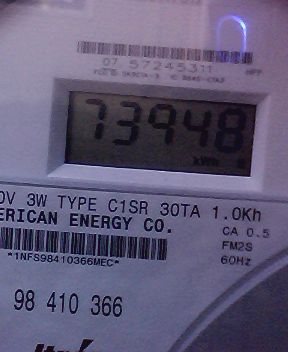 07 57245311
73948
kWh
0V 3W TYPE C1SR 30TA 1.0Kh
ERICAN ENERGY CO.
CA 0.5
FM2S
*1NFS98410366MEC*
60Hz
98 410 366